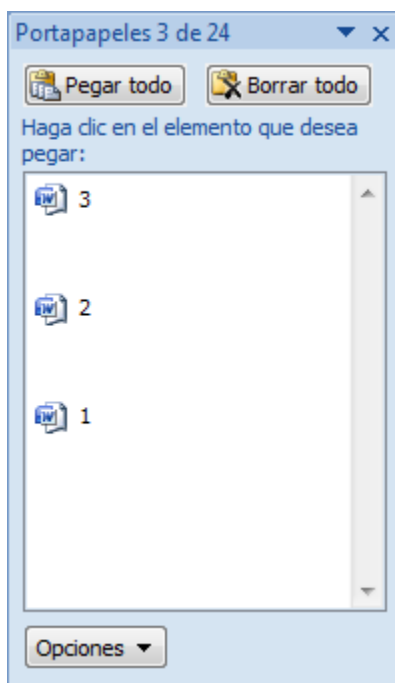 Portapapeles 3 de 24
Pegar todo Borrar todo
Haga clic en el elemento que desea
pegar:
3
2
1
Opciones